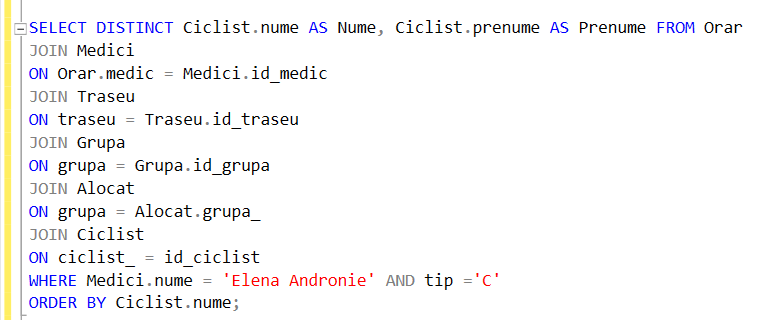 SELECT DISTINCT Ciclist.nume AS Nume, Ciclist.prenume AS Prenume FROM Orar
JOIN Medici
ON Orar.medic = Medici.id_medic
JOIN Traseu
ON traseu = Traseu.id_traseu
JOIN Grupa
ON grupa = Grupa.id_grupa
JOIN Alocat
ON grupa = Alocat.grupa_
JOIN Ciclist
ON ciclist_ = id_ciclist
WHERE Medici.nume = 'Elena Andronie' AND tip ='C'
ORDER BY Ciclist.nume;